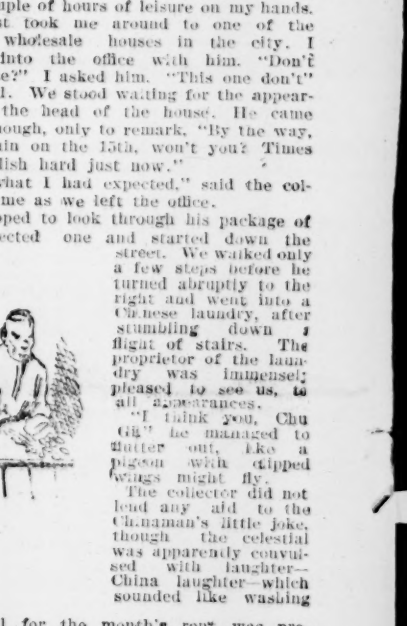 uple of hours of leisure on my hands.
st took me around to one of the
wholesale houses in the city. I
into the office with him. "Don't
e?" I asked him. "This one don't"
l. We stood waiting for the appear-
the head of the house. He came
hough, only to remark, "By the way,
ain on the 15th, won't you? Times
lish hard just now."
what I had expected," said the col-
me as we left the office.
pped to look through his package of
ected one and started down the
street. We walked only
a few steps before he
turned abruptly to the
right and went into a
Chinese laundry, after
stumbling down a
flight of stairs. The
proprietor of the laun-
dry was immensely
pleased to see us, to
all appearances.
"I think you, Chu
he managed to
flutter out, like a
pigeon with clipped
wings might fly.
The collector did not
lend any aid to the
Chinaman's little joke,
though the celestial
was apparently convul-
sed with laughter—
China laughter—which
sounded like washing
l for the month's rent was pre-